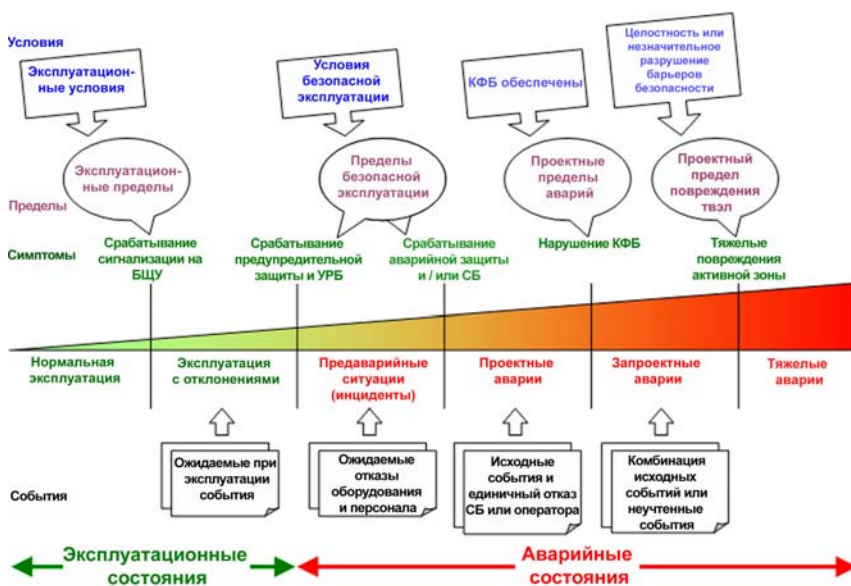 Условия
Эксплуатацион-
ные условия
Условия
безопасной
эксплуатации
КФБ обеспечены
Целостность или
незначительное
разрушение
барьеров
безопасности
Пределы
Эксплуатацион-
ные пределы
Пределы
безопасной
эксплуатации
Проектные
пределы
аварий
Проектный
предел
повреждения
твэл
Симптомы
Срабатывание
сигнализации на
БЩУ
Срабатывание
предупредительной
защиты и УРБ
Срабатывание
аварийной защиты
и / или СБ
Нарушение КФБ
Тяжелые
повреждения
активной зоны
Нормальная
эксплуатация
Эксплуатация
с отклонениями
Предаварийные
ситуации
(инциденты)
Проектные
аварии
Запроектные
аварии
Тяжелые
аварии
События
Ожидаемые при
эксплуатации
события
Ожидаемые
отказы
оборудования
и персонала
Исходные
события и
единичный отказ
СБ или оператора
Комбинация
исходных
событий или
неучтенные
события
Эксплуатационные
состояния
Аварийные
состояния